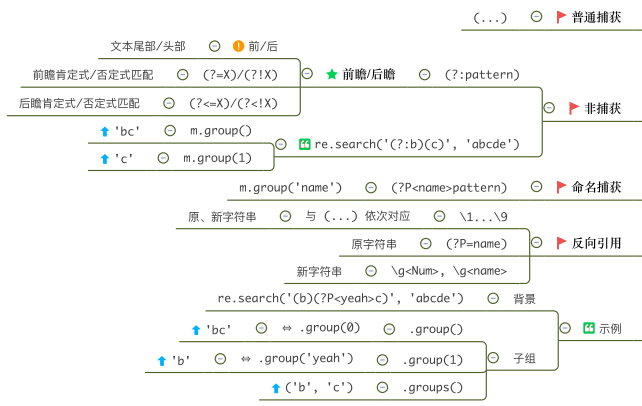 (...) 普通捕获
文本尾部/头部 前/后
前瞻肯定式/否定式匹配 (?=X)/(?!X) 前瞻/后瞻 (?:pattern)
后瞻肯定式/否定式匹配 (?<=X)/(?<!X) 非捕获
'bc' m.group()
'c' m.group(1) re.search('(?:b)(c)', 'abcde')
m.group('name') (?P<name>pattern) 命名捕获
原、新字符串 与 (...) 依次对应 \1...\9
原字符串 (?P=name) 反向引用
新字符串 \g<Num>, \g<name>
re.search('(b)(?P<yeah>c)', 'abcde') 背景
'bc' ⇔ .group(0) .group() 示例
'b' ⇔ .group('yeah') .group(1) 子组
('b', 'c') .groups()